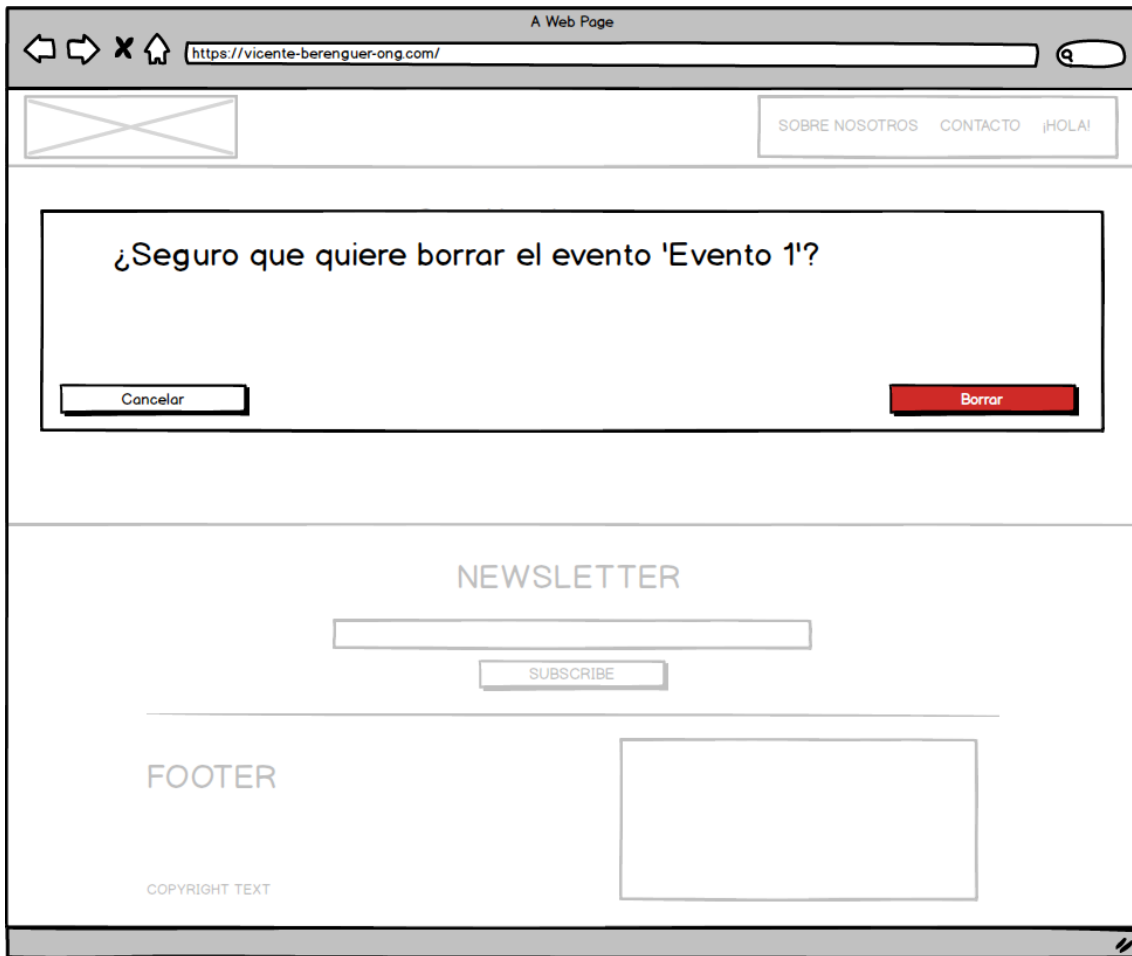 A Web Page
https://vicente-berenguer-ong.com/
SOBRE NOSOTROS CONTACTO ¡HOLA!
¿Seguro que quiere borrar el evento 'Evento 1'?
Cancelar Borrar
NEWSLETTER
SUBSCRIBE
FOOTER
COPYRIGHT TEXT